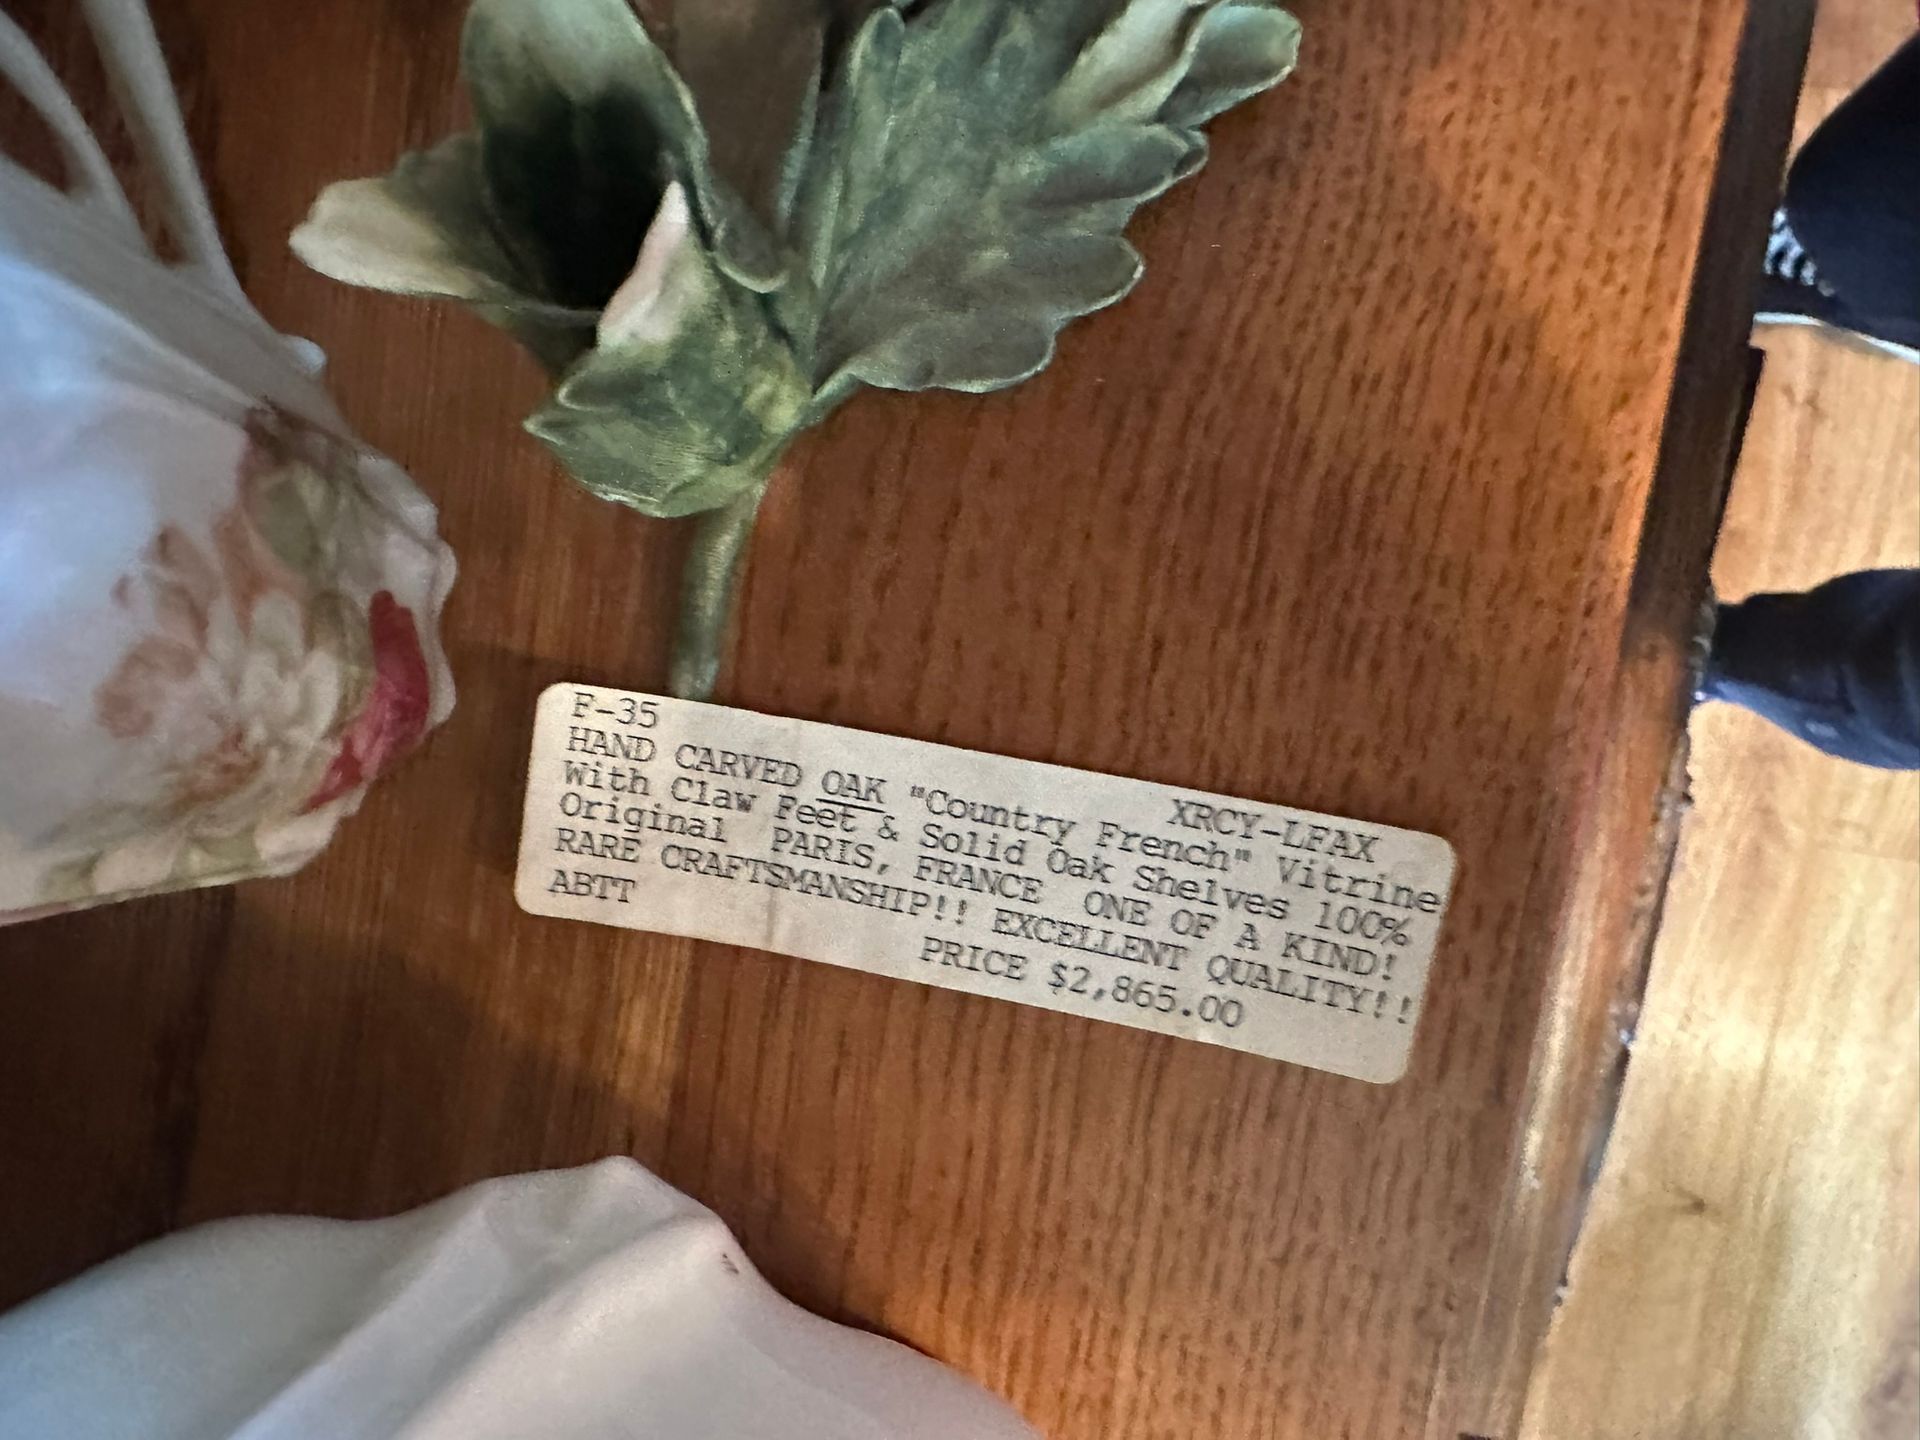 F-35 XRCY-LFAX
HAND CARVED OAK "Country French" Vitrine
With Claw Feet & Solid Oak Shelves 100%
Original PARIS, FRANCE ONE OF A KIND!
RARE CRAFTSMANSHIP!! EXCELLENT QUALITY!!
ABTT PRICE $2,865.00